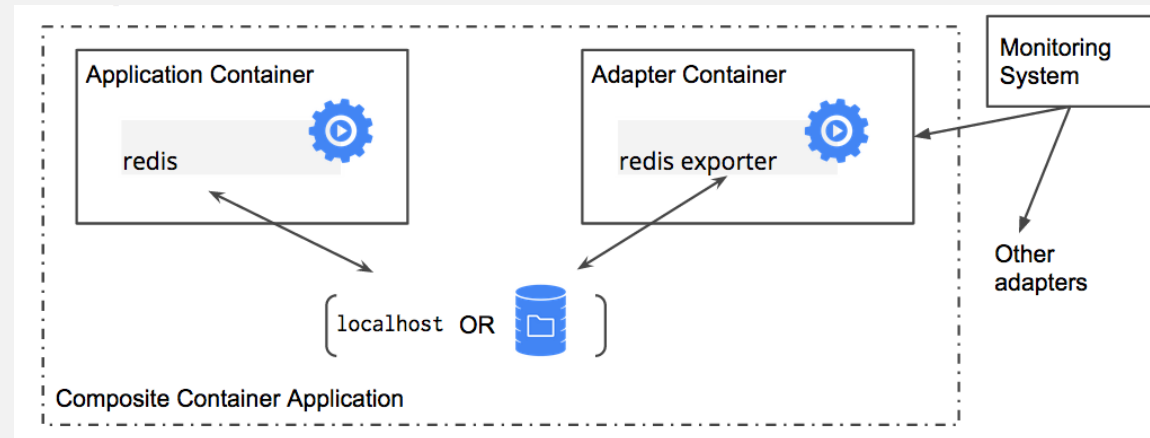 Application Container
redis
Adapter Container
redis exporter
Monitoring
System
Other
adapters
localhost OR
Composite Container Application